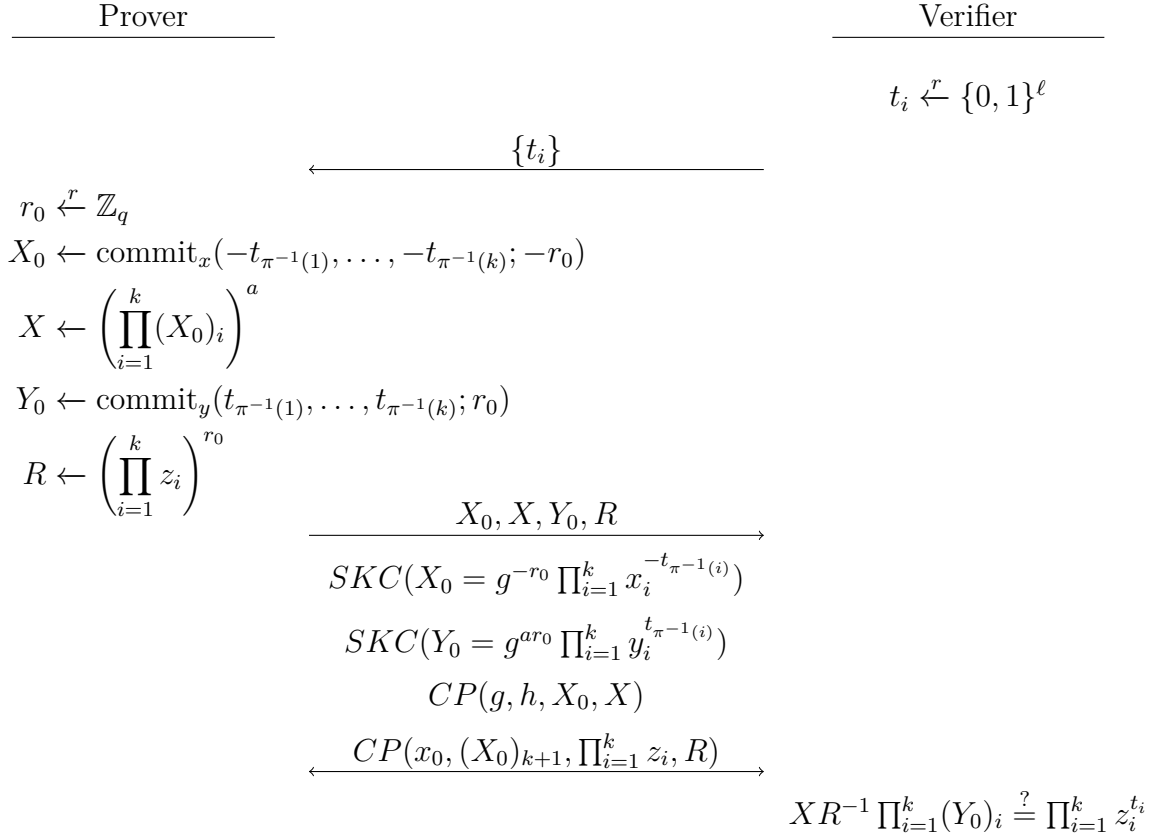 Prover Verifier
$t_i \xleftarrow{r} \{0,1\}^\ell$
$\{t_i\}$
$r_0 \xleftarrow{r} \mathbb{Z}_q$
$X_0 \leftarrow \text{commit}_x(-t_{\pi^{-1}(1)}, \ldots, -t_{\pi^{-1}(k)}; -r_0)$
$X \leftarrow \left(\prod_{i=1}^{k} (X_0)_i\right)^a$
$Y_0 \leftarrow \text{commit}_y(t_{\pi^{-1}(1)}, \ldots, t_{\pi^{-1}(k)}; r_0)$
$R \leftarrow \left(\prod_{i=1}^{k} z_i\right)^{r_0}$
$X_0, X, Y_0, R$
$SKC(X_0 = g^{-r_0} \prod_{i=1}^{k} x_i^{-t_{\pi^{-1}(i)}})$
$SKC(Y_0 = g^{ar_0} \prod_{i=1}^{k} y_i^{t_{\pi^{-1}(i)}})$
$CP(g, h, X_0, X)$
$CP(x_0, (X_0)_{k+1}, \prod_{i=1}^{k} z_i, R)$
$XR^{-1} \prod_{i=1}^{k} (Y_0)_i \stackrel{?}{=} \prod_{i=1}^{k} z_i^{t_i}$